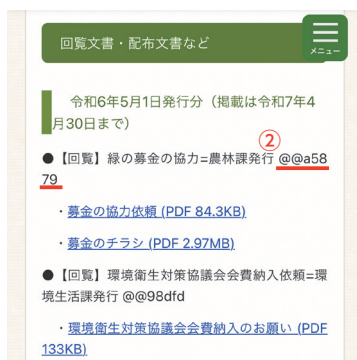 メニュー
回覧文書・配布文書など
令和6年5月1日発行分（掲載は令和7年4
月30日まで）
②
●【回覧】緑の募金の協力=農林課発行 @@a58
79
・募金の協力依頼 (PDF 84.3KB)
・募金のチラシ (PDF 2.97MB)
●【回覧】環境衛生対策協議会会費納入依頼=環
境生活課発行 @@98dfd
・環境衛生対策協議会会費納入のお願い (PDF
133KB)